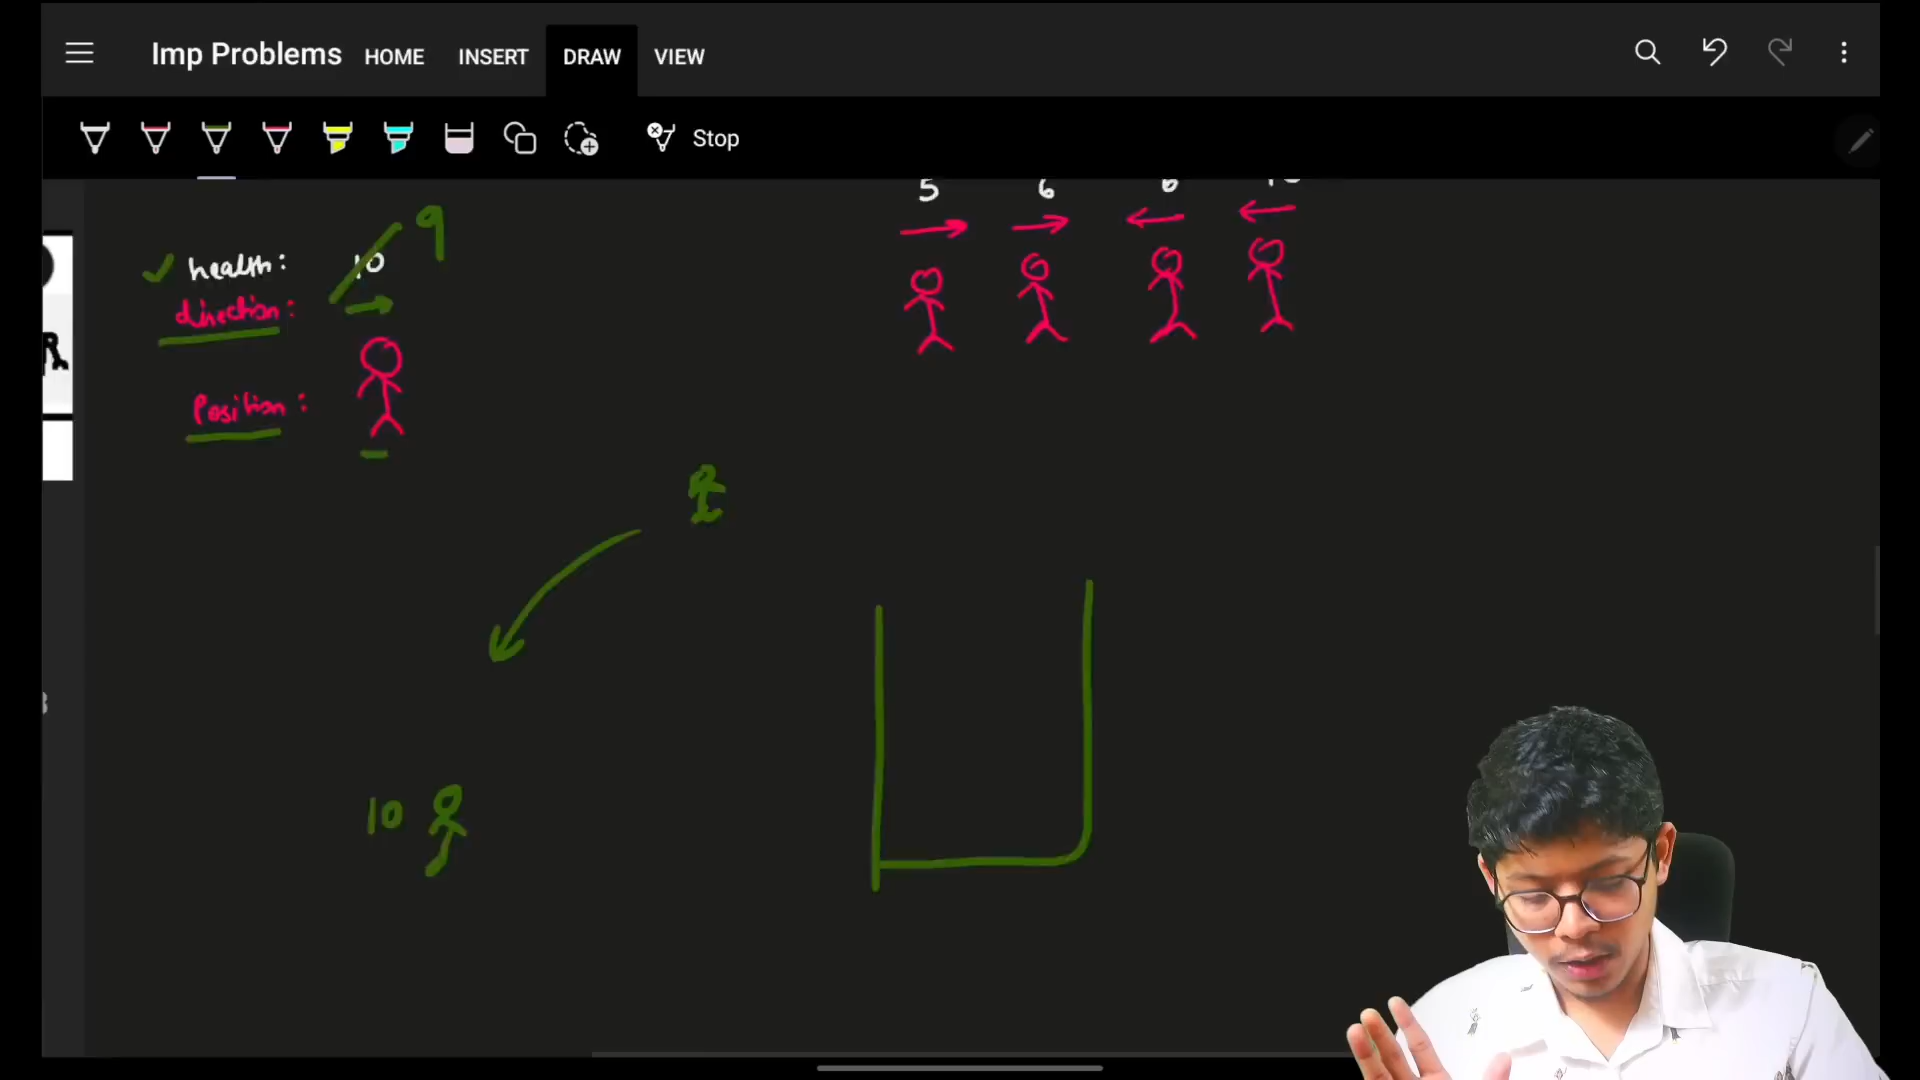 Imp Problems HOME INSERT DRAW VIEW
Stop
5 6
health: 10 9
direction:
Position:
10